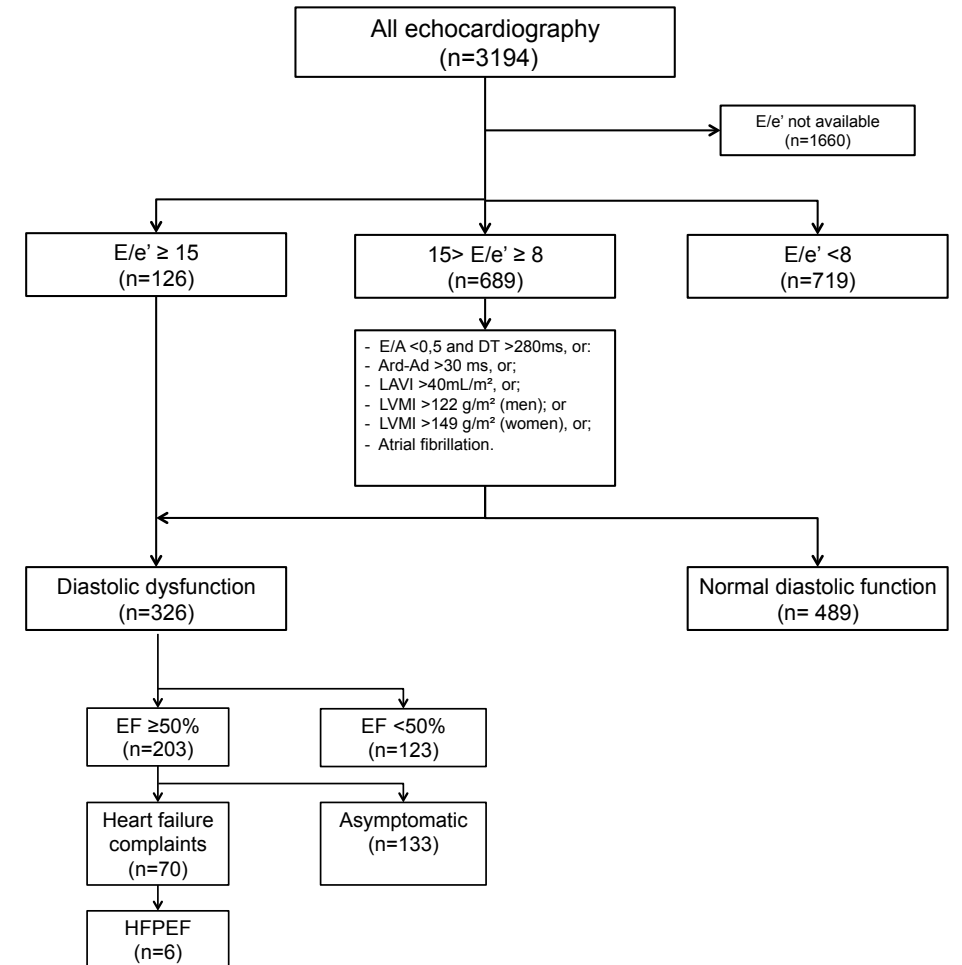 All echocardiography
(n=3194)
E/e’ not available
(n=1660)
E/e’ ≥ 15
(n=126)
15> E/e’ ≥ 8
(n=689)
E/e’ <8
(n=719)
- E/A <0,5 and DT >280ms, or:
- Ard-Ad >30 ms, or;
- LAVI >40mL/m², or;
- LVMI >122 g/m² (men); or
- LVMI >149 g/m² (women), or;
- Atrial fibrillation.
Diastolic dysfunction
(n=326)
Normal diastolic function
(n= 489)
EF ≥50%
(n=203)
EF <50%
(n=123)
Heart failure
complaints
(n=70)
Asymptomatic
(n=133)
HFPEF
(n=6)